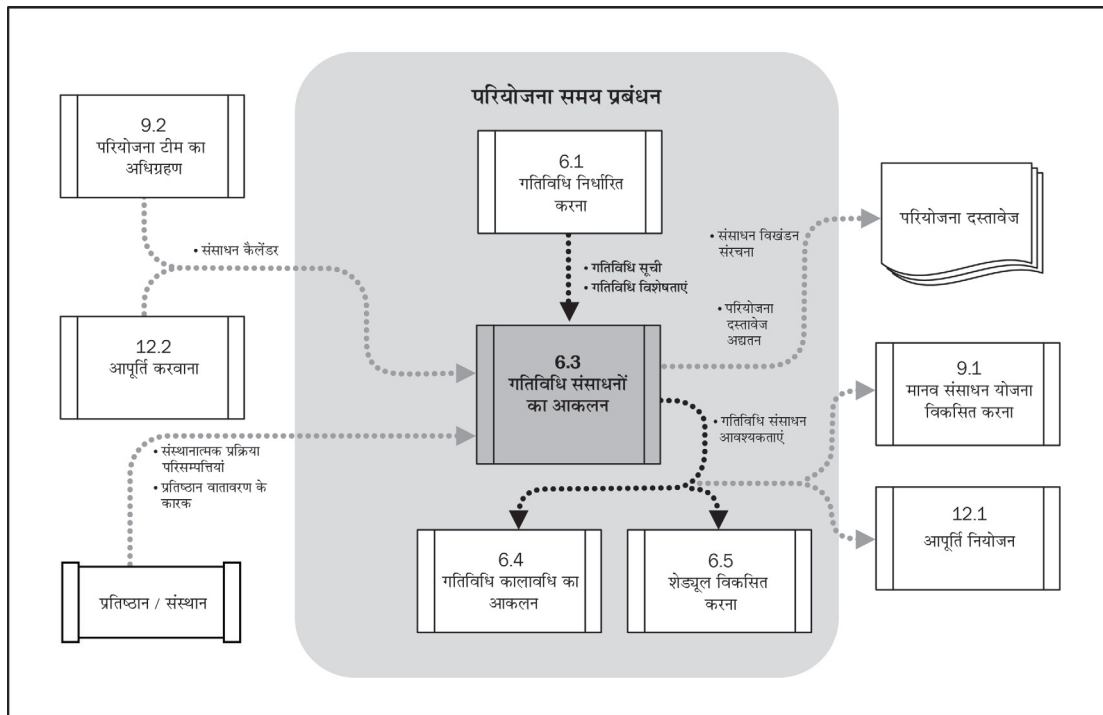 परियोजना समय प्रबंधन
9.2
परियोजना टीम का
अधिग्रहण
6.1
गतिविधि निर्धारित
करना
परियोजना दस्तावेज
• संसाधन कैलेंडर
• संसाधन विखंडन
संरचना
• गतिविधि सूची
• गतिविधि विशेषताएं
• परियोजना
दस्तावेज
अद्यतन
12.2
आपूर्ति करवाना
6.3
गतिविधि संसाधनों
का आकलन
9.1
मानव संसाधन योजना
विकसित करना
• गतिविधि संसाधन
आवश्यकताएं
• संस्थानात्मक प्रक्रिया
परिसम्पत्तियां
• प्रतिष्ठान वातावरण के
कारक
12.1
आपूर्ति नियोजन
6.4
गतिविधि कालावधि का
आकलन
6.5
शेड्यूल विकसित
करना
प्रतिष्ठान / संस्थान